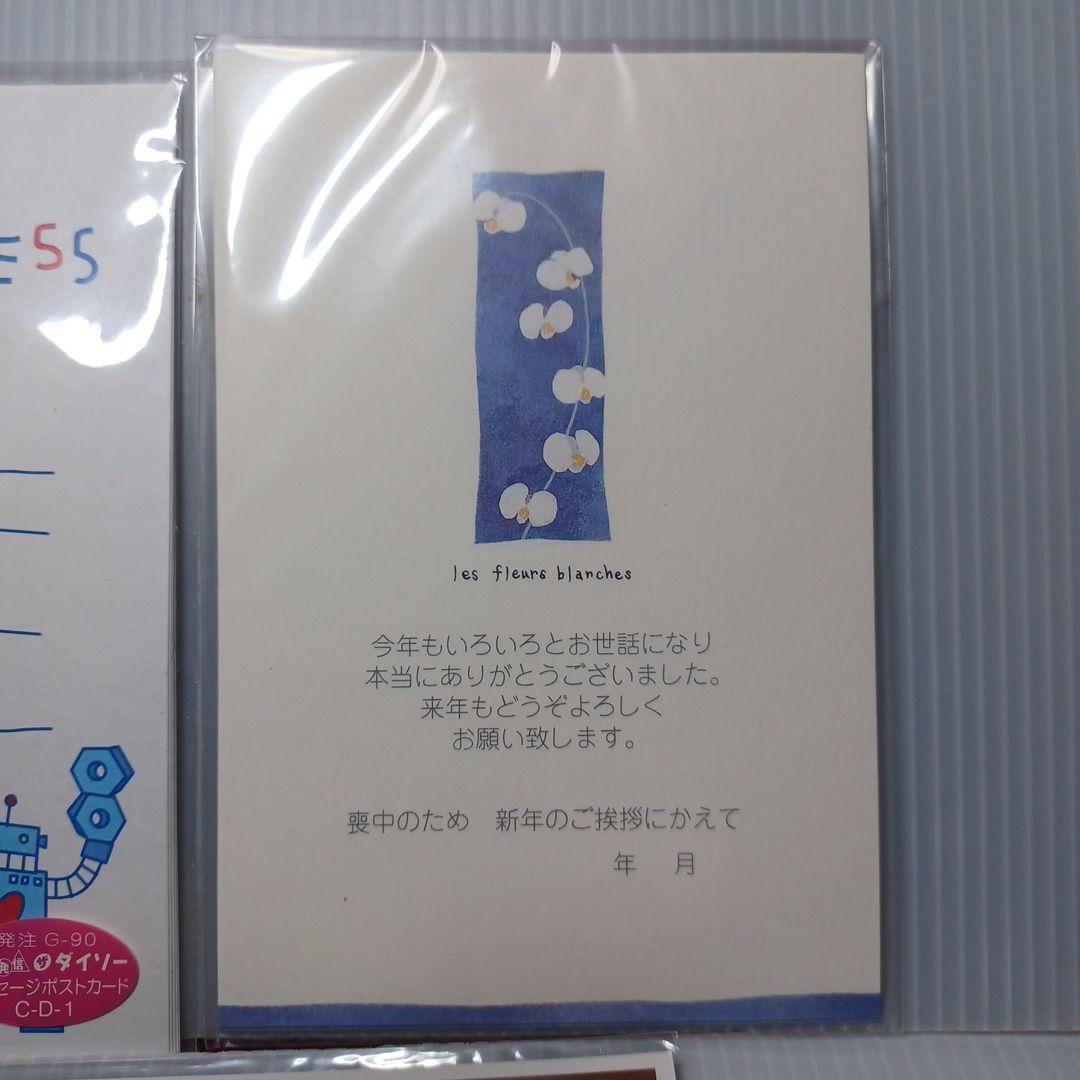 les fleurs blanches
今年もいろいろとお世話になり
本当にありがとうございました。
来年もどうぞよろしく
お願い致します。
喪中のため 新年のご挨拶にかえて
年 月
55
発注 G-90
ダイソー
セージポストカード
C-D-1